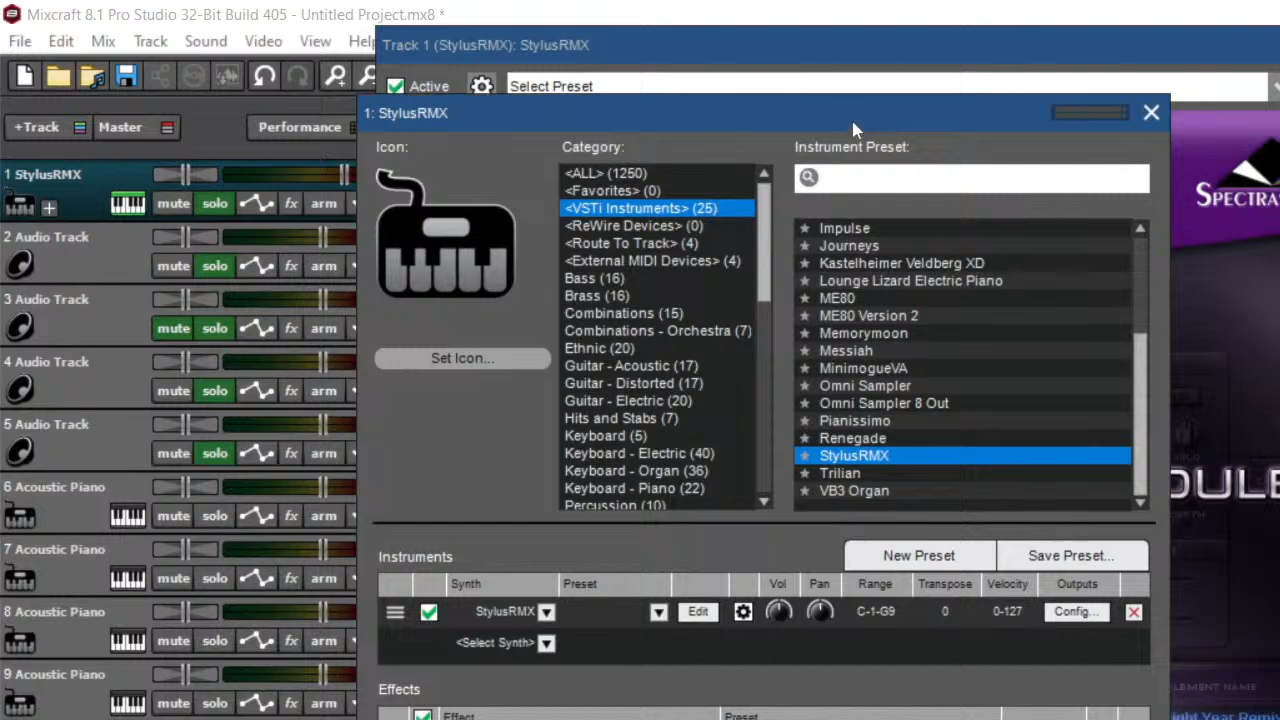 Mixcraft 8.1 Pro Studio 32-Bit Build 405 - Untitled Project.mx8 *
File Edit Mix Track Sound Video View Help
Track 1 (StylusRMX): StylusRMX
Active Select Preset
1: StylusRMX
+Track Master Performance
Icon: Category: Instrument Preset:
1 StylusRMX
mute solo fx
2 Audio Track
mute solo fx arm
3 Audio Track
mute solo fx arm
4 Audio Track
mute solo fx arm
5 Audio Track
mute solo fx arm
6 Acoustic Piano
mute solo fx arm
7 Acoustic Piano
mute solo fx arm
8 Acoustic Piano
mute solo fx arm
9 Acoustic Piano
mute solo fx arm
Set Icon...
<ALL> (1250)
<Favorites> (0)
<VSTi Instruments> (25)
<ReWire Devices> (0)
<Route To Track> (4)
<External MIDI Devices> (4)
Bass (16)
Brass (16)
Combinations (15)
Combinations - Orchestra (7)
Ethnic (20)
Guitar - Acoustic (17)
Guitar - Distorted (17)
Guitar - Electric (20)
Hits and Stabs (7)
Keyboard (5)
Keyboard - Electric (40)
Keyboard - Organ (36)
Keyboard - Piano (22)
Percussion (10)
Impulse
Journeys
Kastelheimer Veldberg XD
Lounge Lizard Electric Piano
ME80
ME80 Version 2
Memorymoon
Messiah
MinimogueVA
Omni Sampler
Omni Sampler 8 Out
Pianissimo
Renegade
StylusRMX
Trilian
VB3 Organ
Instruments New Preset Save Preset...
Synth Preset Vol Pan Range Transpose Velocity Outputs
StylusRMX Edit C-1-G9 0 0-127 Config...
<Select Synth>
Effects
Effect Preset
SPECTRA
DULE
LEMENT NAME
ight Year Remi